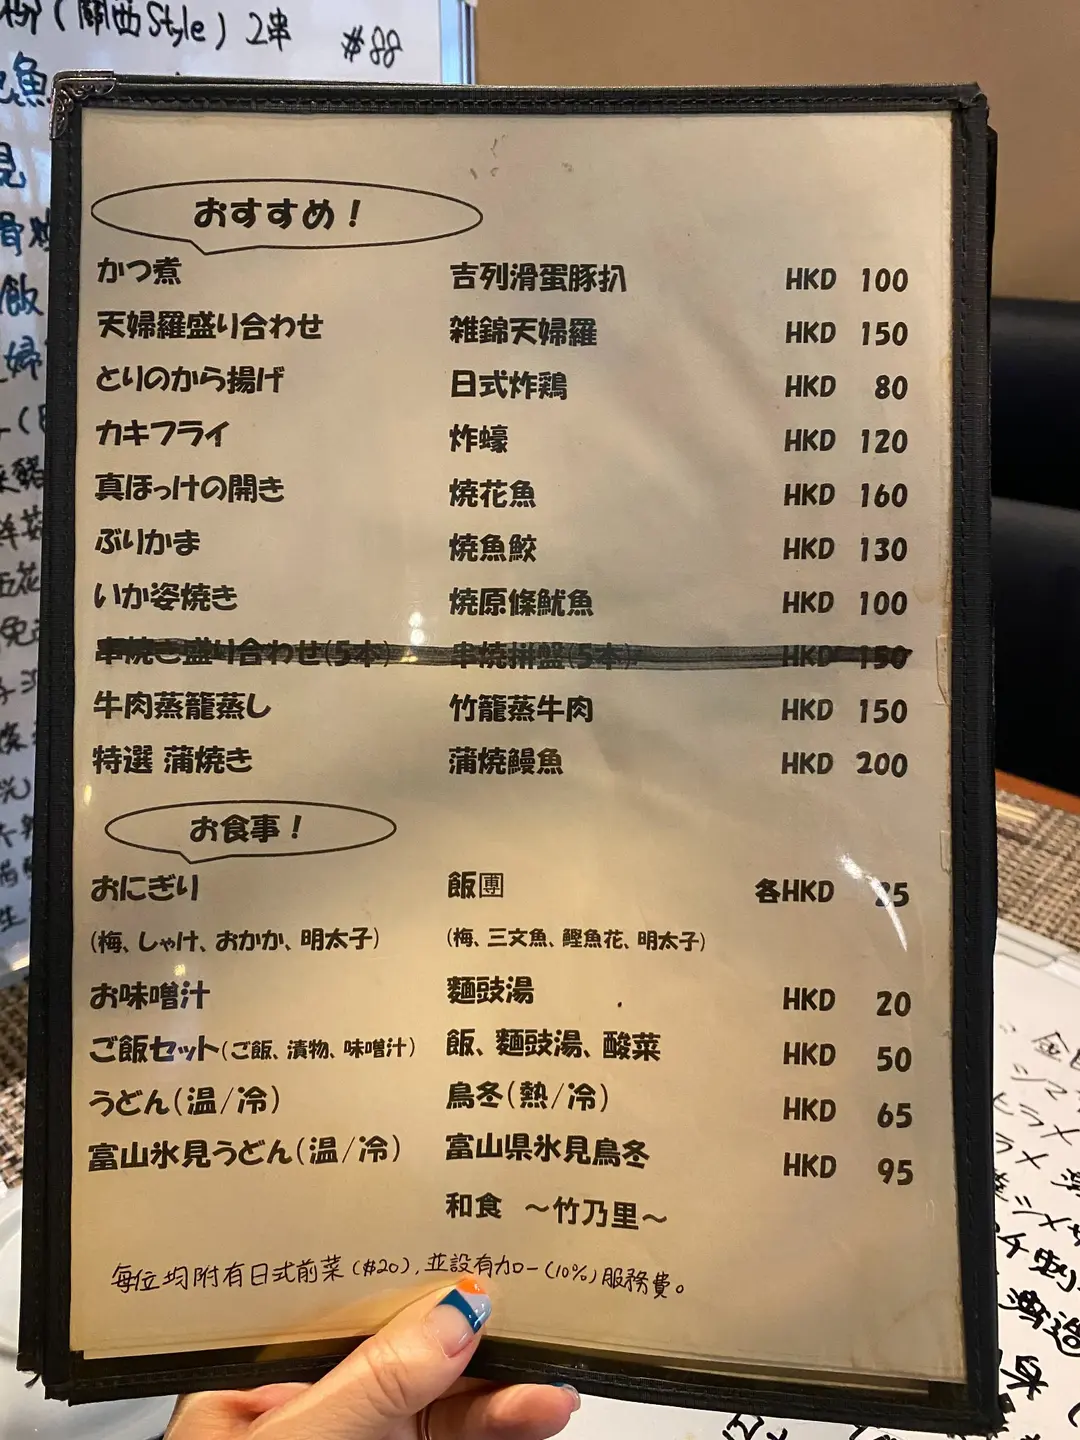 (關西Style) 2串 $88
おすすめ！
かつ煮 吉列滑蛋豚扒 HKD 100
天婦羅盛り合わせ 雑錦天婦羅 HKD 150
とりのから揚げ 日式炸鶏 HKD 80
カキフライ 炸蠔 HKD 120
真ほっけの開き 焼花魚 HKD 160
ぶりかま 焼魚鮫 HKD 130
いか姿焼き 焼原條魷魚 HKD 100
串焼き盛り合わせ(5本) 串焼拼盤(5本) HKD 150
牛肉蒸籠蒸し 竹籠蒸牛肉 HKD 150
特選 蒲焼き 蒲焼鰻魚 HKD 200
お食事！
おにぎり 飯團 各HKD
(梅、しゃけ、おかか、明太子) (梅、三文魚、鰹魚花、明太子)
お味噌汁 麵豉湯 HKD 20
ご飯セット(ご飯、漬物、味噌汁) 飯、麵豉湯、酸菜 HKD 50
うどん(温/冷) 烏冬(熱/冷) HKD 65
富山氷見うどん(温/冷) 富山県氷見烏冬 HKD 95
和食 〜竹乃里〜
每位均附有日式前菜($20),並設有加一(10%)服務費。